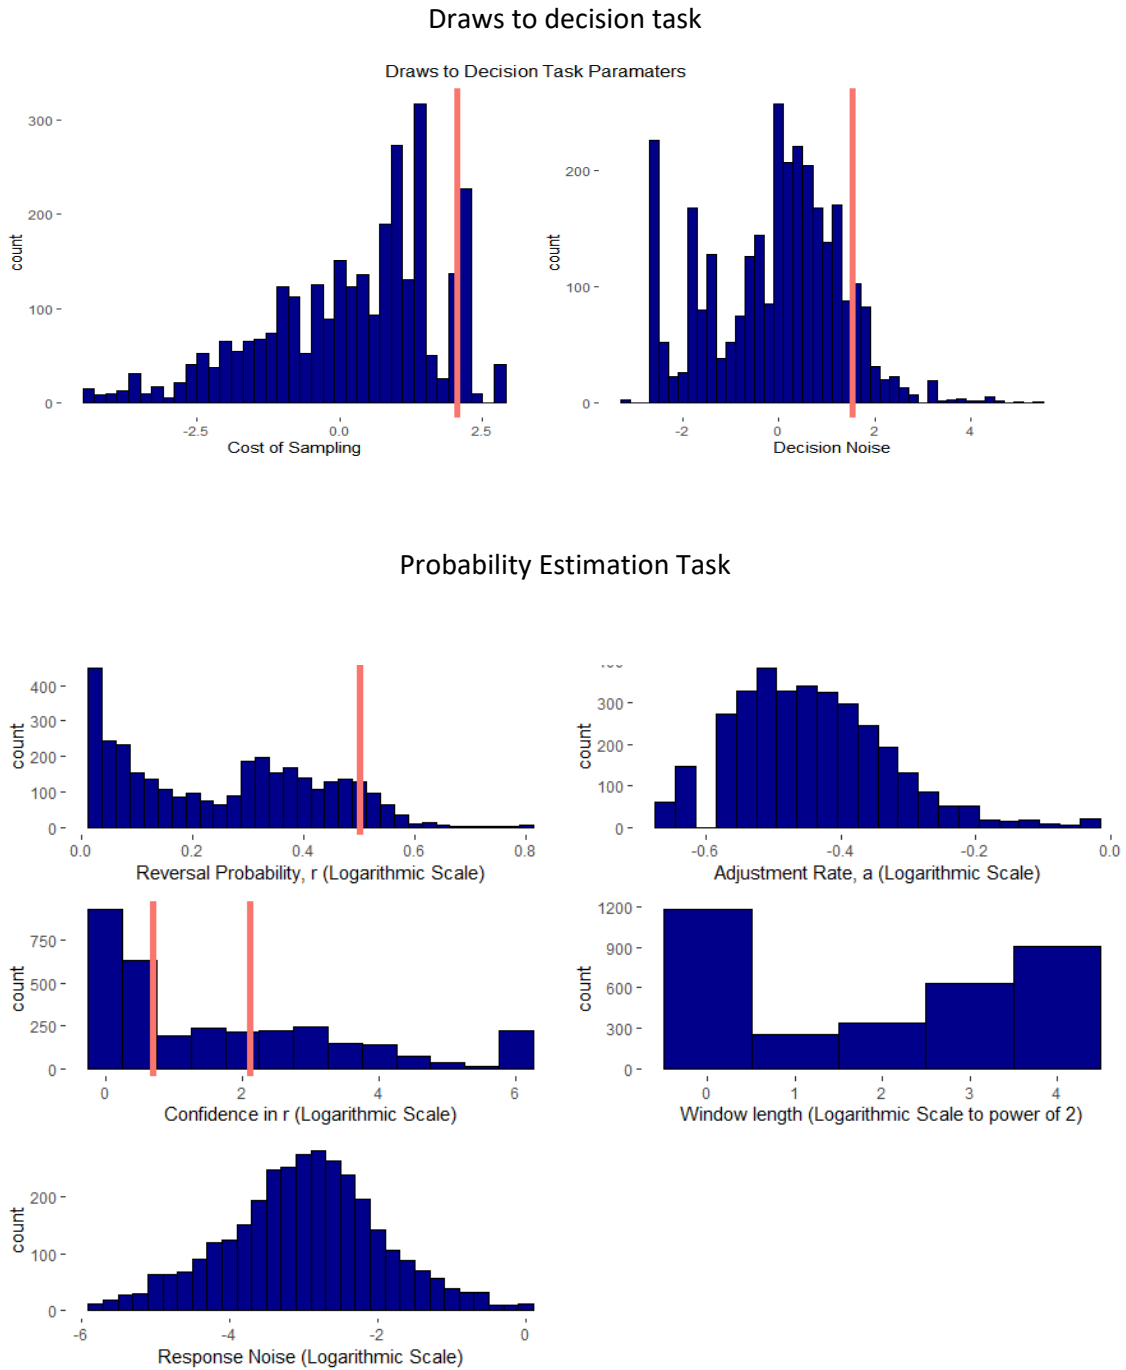 Draws to decision task
Draws to Decision Task Paramaters
300
200
100
0
count
-2.5 0.0 2.5
Cost of Sampling
200
100
0
count
-2 0 2 4
Decision Noise
Probability Estimation Task
400
300
200
100
0
count
0.0 0.2 0.4 0.6 0.8
Reversal Probability, r (Logarithmic Scale)
300
200
100
0
count
-0.6 -0.4 -0.2 0.0
Adjustment Rate, a (Logarithmic Scale)
750
500
250
0
count
0 2 4 6
Confidence in r (Logarithmic Scale)
1200
900
600
300
0
count
0 1 2 3 4
Window length (Logarithmic Scale to power of 2)
200
100
0
count
-6 -4 -2 0
Response Noise (Logarithmic Scale)